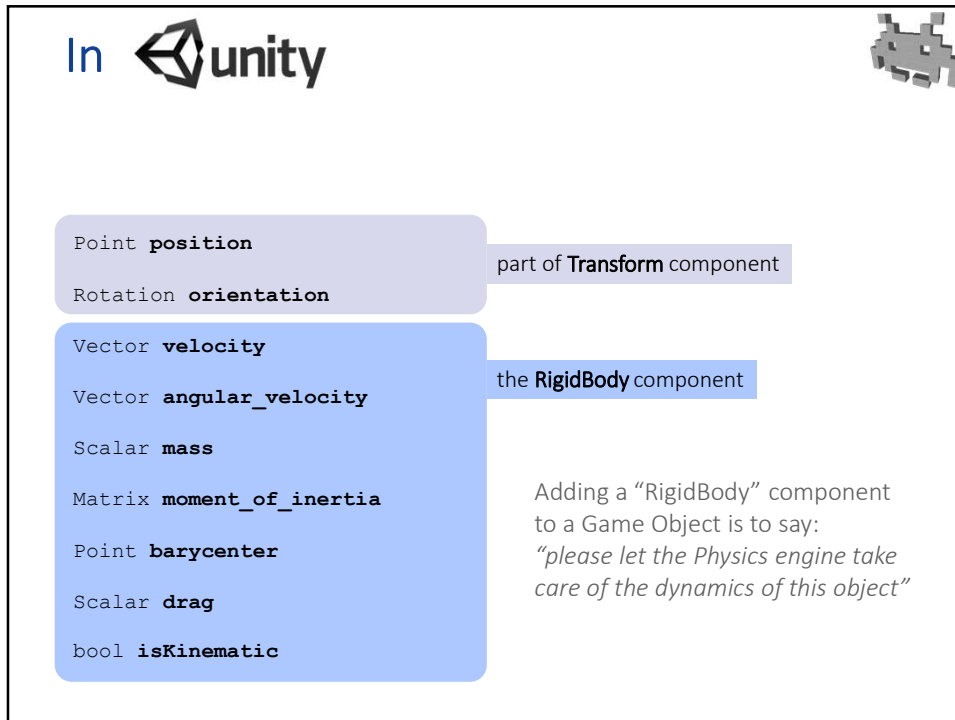 In unity
Point position
Rotation orientation
part of Transform component
Vector velocity
Vector angular_velocity
Scalar mass
Matrix moment_of_inertia
Point barycenter
Scalar drag
bool isKinematic
the RigidBody component
Adding a “RigidBody” component
to a Game Object is to say:
“please let the Physics engine take
care of the dynamics of this object”